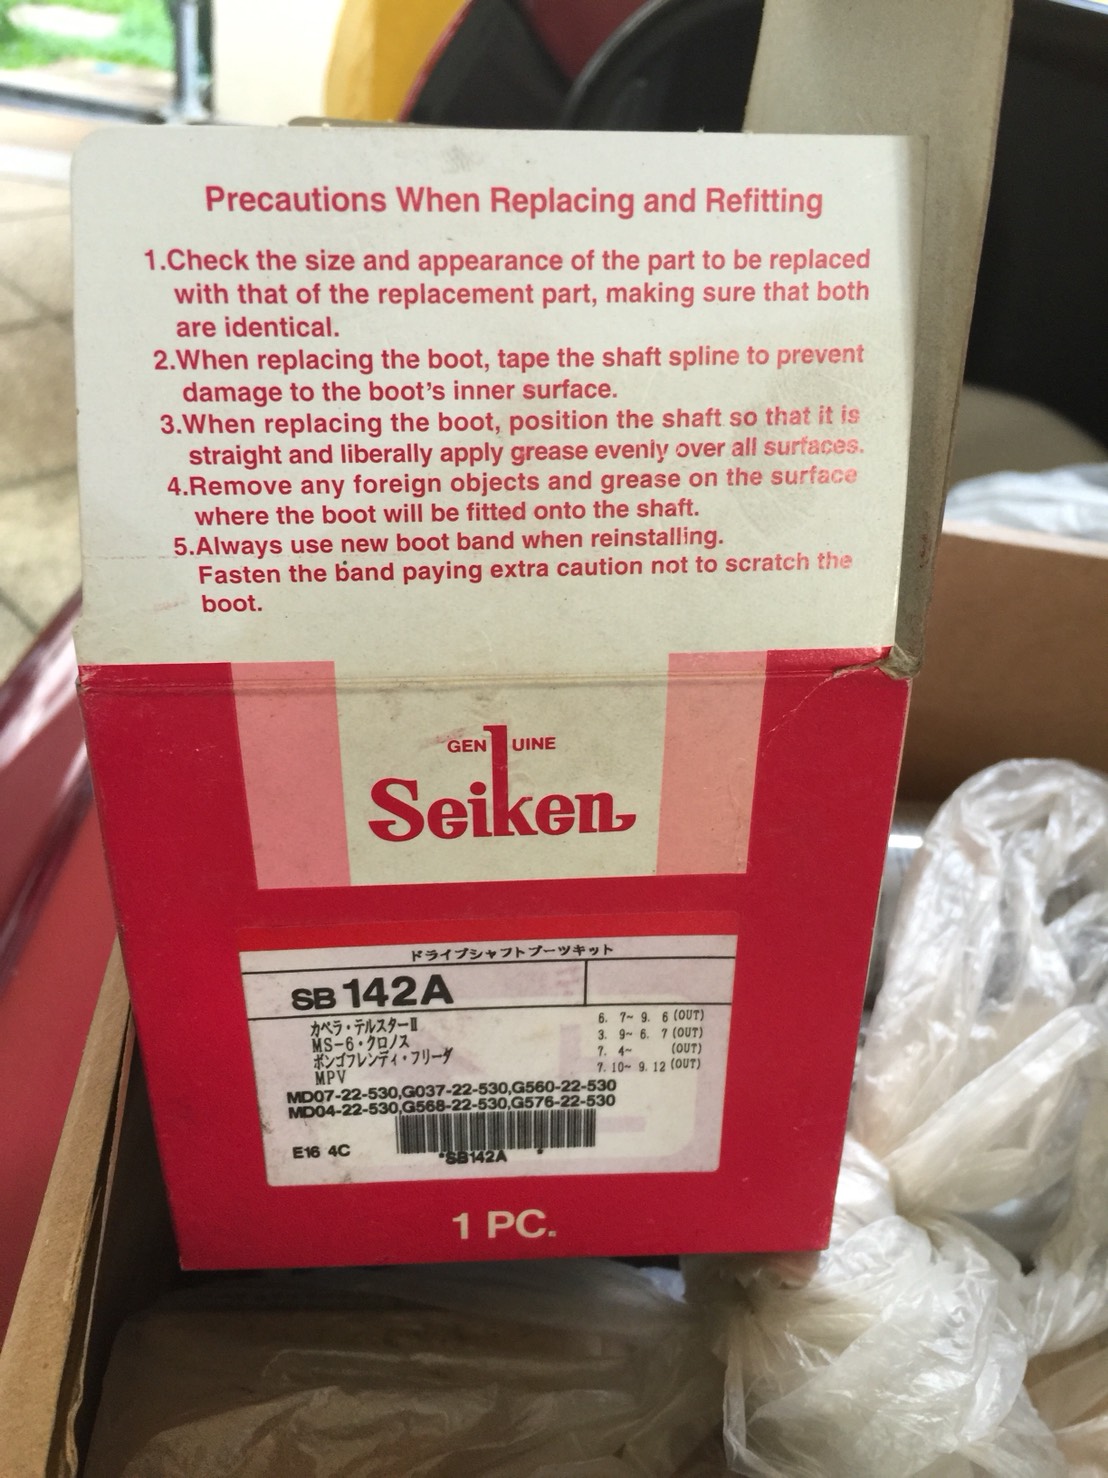 Precautions When Replacing and Refitting
1.Check the size and appearance of the part to be replaced
with that of the replacement part, making sure that both
are identical.
2.When replacing the boot, tape the shaft spline to prevent
damage to the boot's inner surface.
3.When replacing the boot, position the shaft so that it is
straight and liberally apply grease evenly over all surfaces.
4.Remove any foreign objects and grease on the surface
where the boot will be fitted onto the shaft.
5.Always use new boot band when reinstalling.
Fasten the band paying extra caution not to scratch the
boot.
GENUINE
Seiken
ドライブシャフトブーツキット
SB 142A
カペラ・テルスターII 6. 7~ 9. 6 (OUT)
MS-6・クロノス 3. 9~ 6. 7 (OUT)
ボンゴフレンディ・フリーダ 7. 4~ (OUT)
MPV 7. 10~ 9. 12 (OUT)
MD07-22-530,G037-22-530,G560-22-530
MD04-22-530,G568-22-530,G576-22-530
E16 4C
*SB142A *
1 PC.